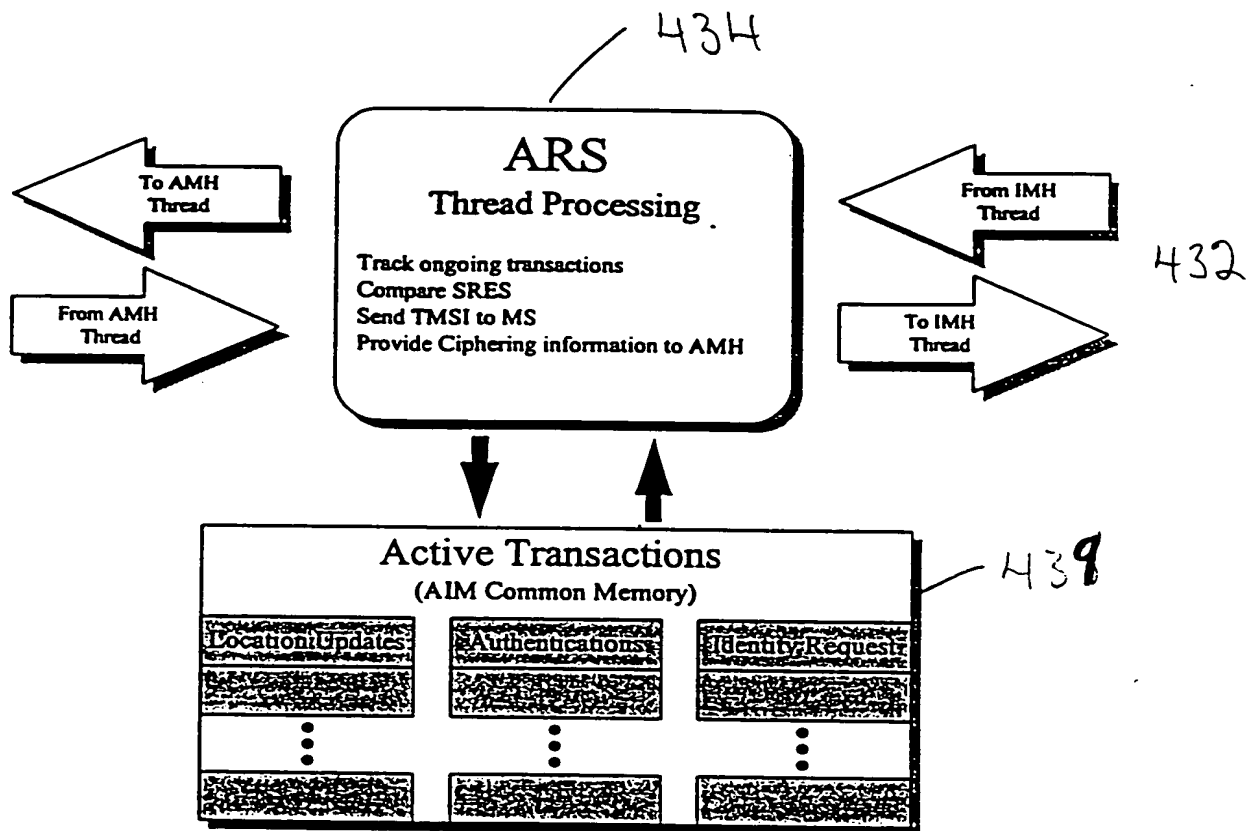 434
ARS
Thread Processing
To AMH
Thread
From IMH
Thread
432
Track ongoing transactions
Compare SRES
Send TMSI to MS
Provide Ciphering information to AMH
From AMH
Thread
To IMH
Thread
Active Transactions
(AIM Common Memory)
439
Location Updates
Authentications
Identity Request